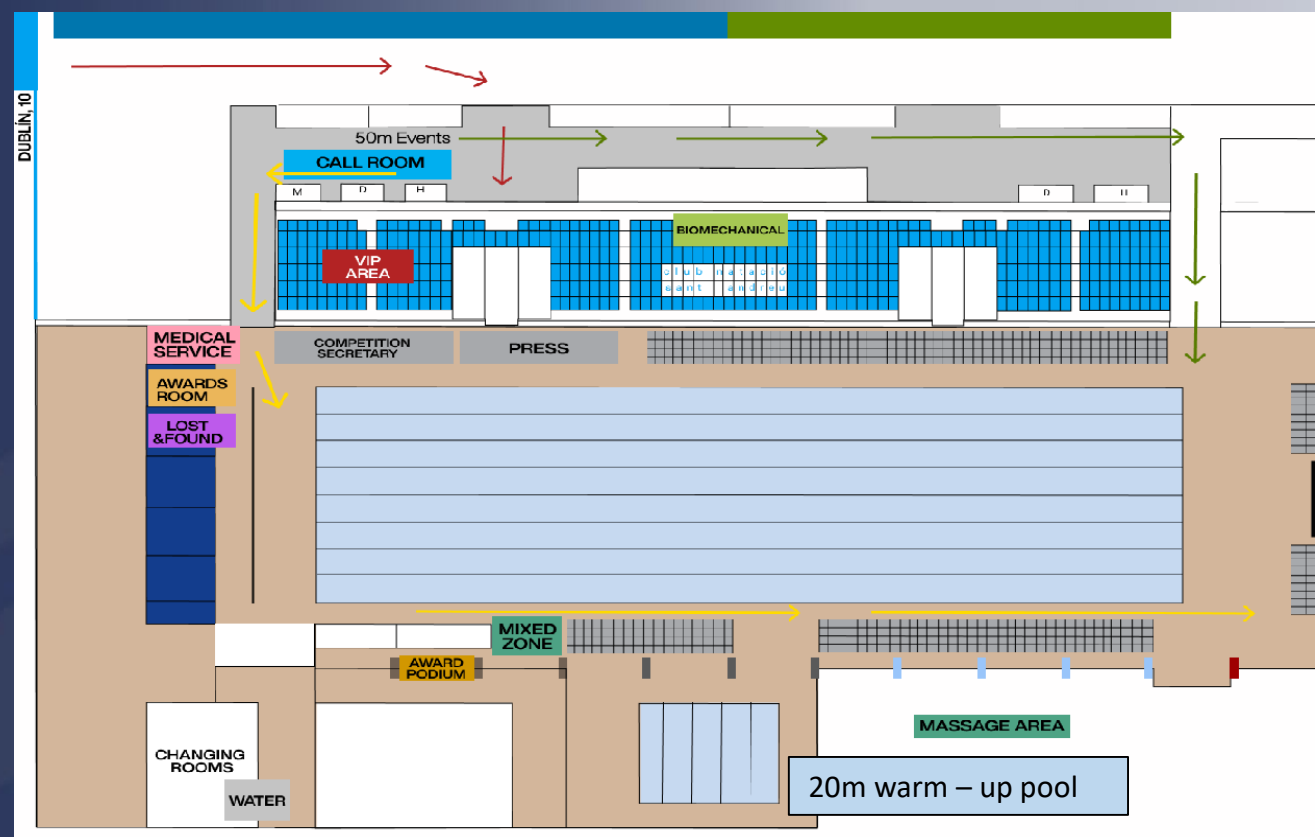 DUBLÍN, 10
50m Events
CALL ROOM
M
D
H
D
H
BIOMECHANICAL
VIP
AREA
club natació
sant andreu
MEDICAL
SERVICE
COMPETITION
SECRETARY
PRESS
AWARDS
ROOM
LOST
&FOUND
MIXED
ZONE
AWARD
PODIUM
MASSAGE AREA
CHANGING
ROOMS
20m warm – up pool
WATER